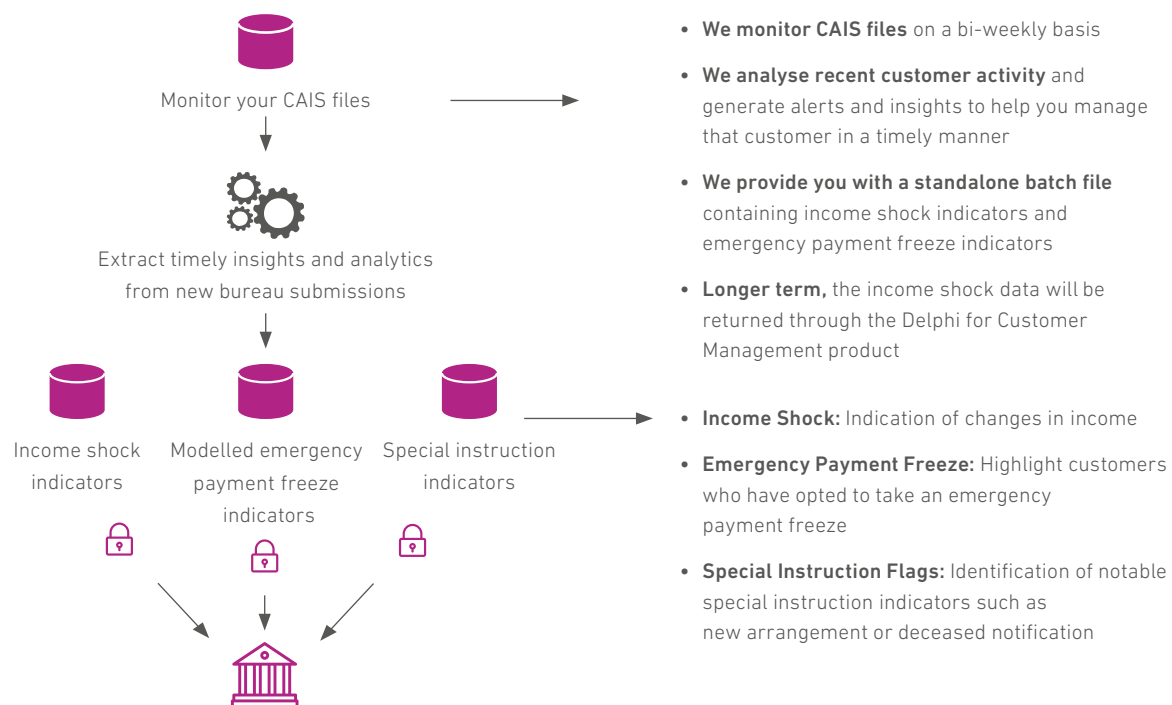 Monitor your CAIS files
Extract timely insights and analytics
from new bureau submissions
Income shock
indicators
Modelled emergency
payment freeze
indicators
Special instruction
indicators
• We monitor CAIS files on a bi-weekly basis
• We analyse recent customer activity and
generate alerts and insights to help you manage
that customer in a timely manner
• We provide you with a standalone batch file
containing income shock indicators and
emergency payment freeze indicators
• Longer term, the income shock data will be
returned through the Delphi for Customer
Management product
• Income Shock: Indication of changes in income
• Emergency Payment Freeze: Highlight customers
who have opted to take an emergency
payment freeze
• Special Instruction Flags: Identification of notable
special instruction indicators such as
new arrangement or deceased notification